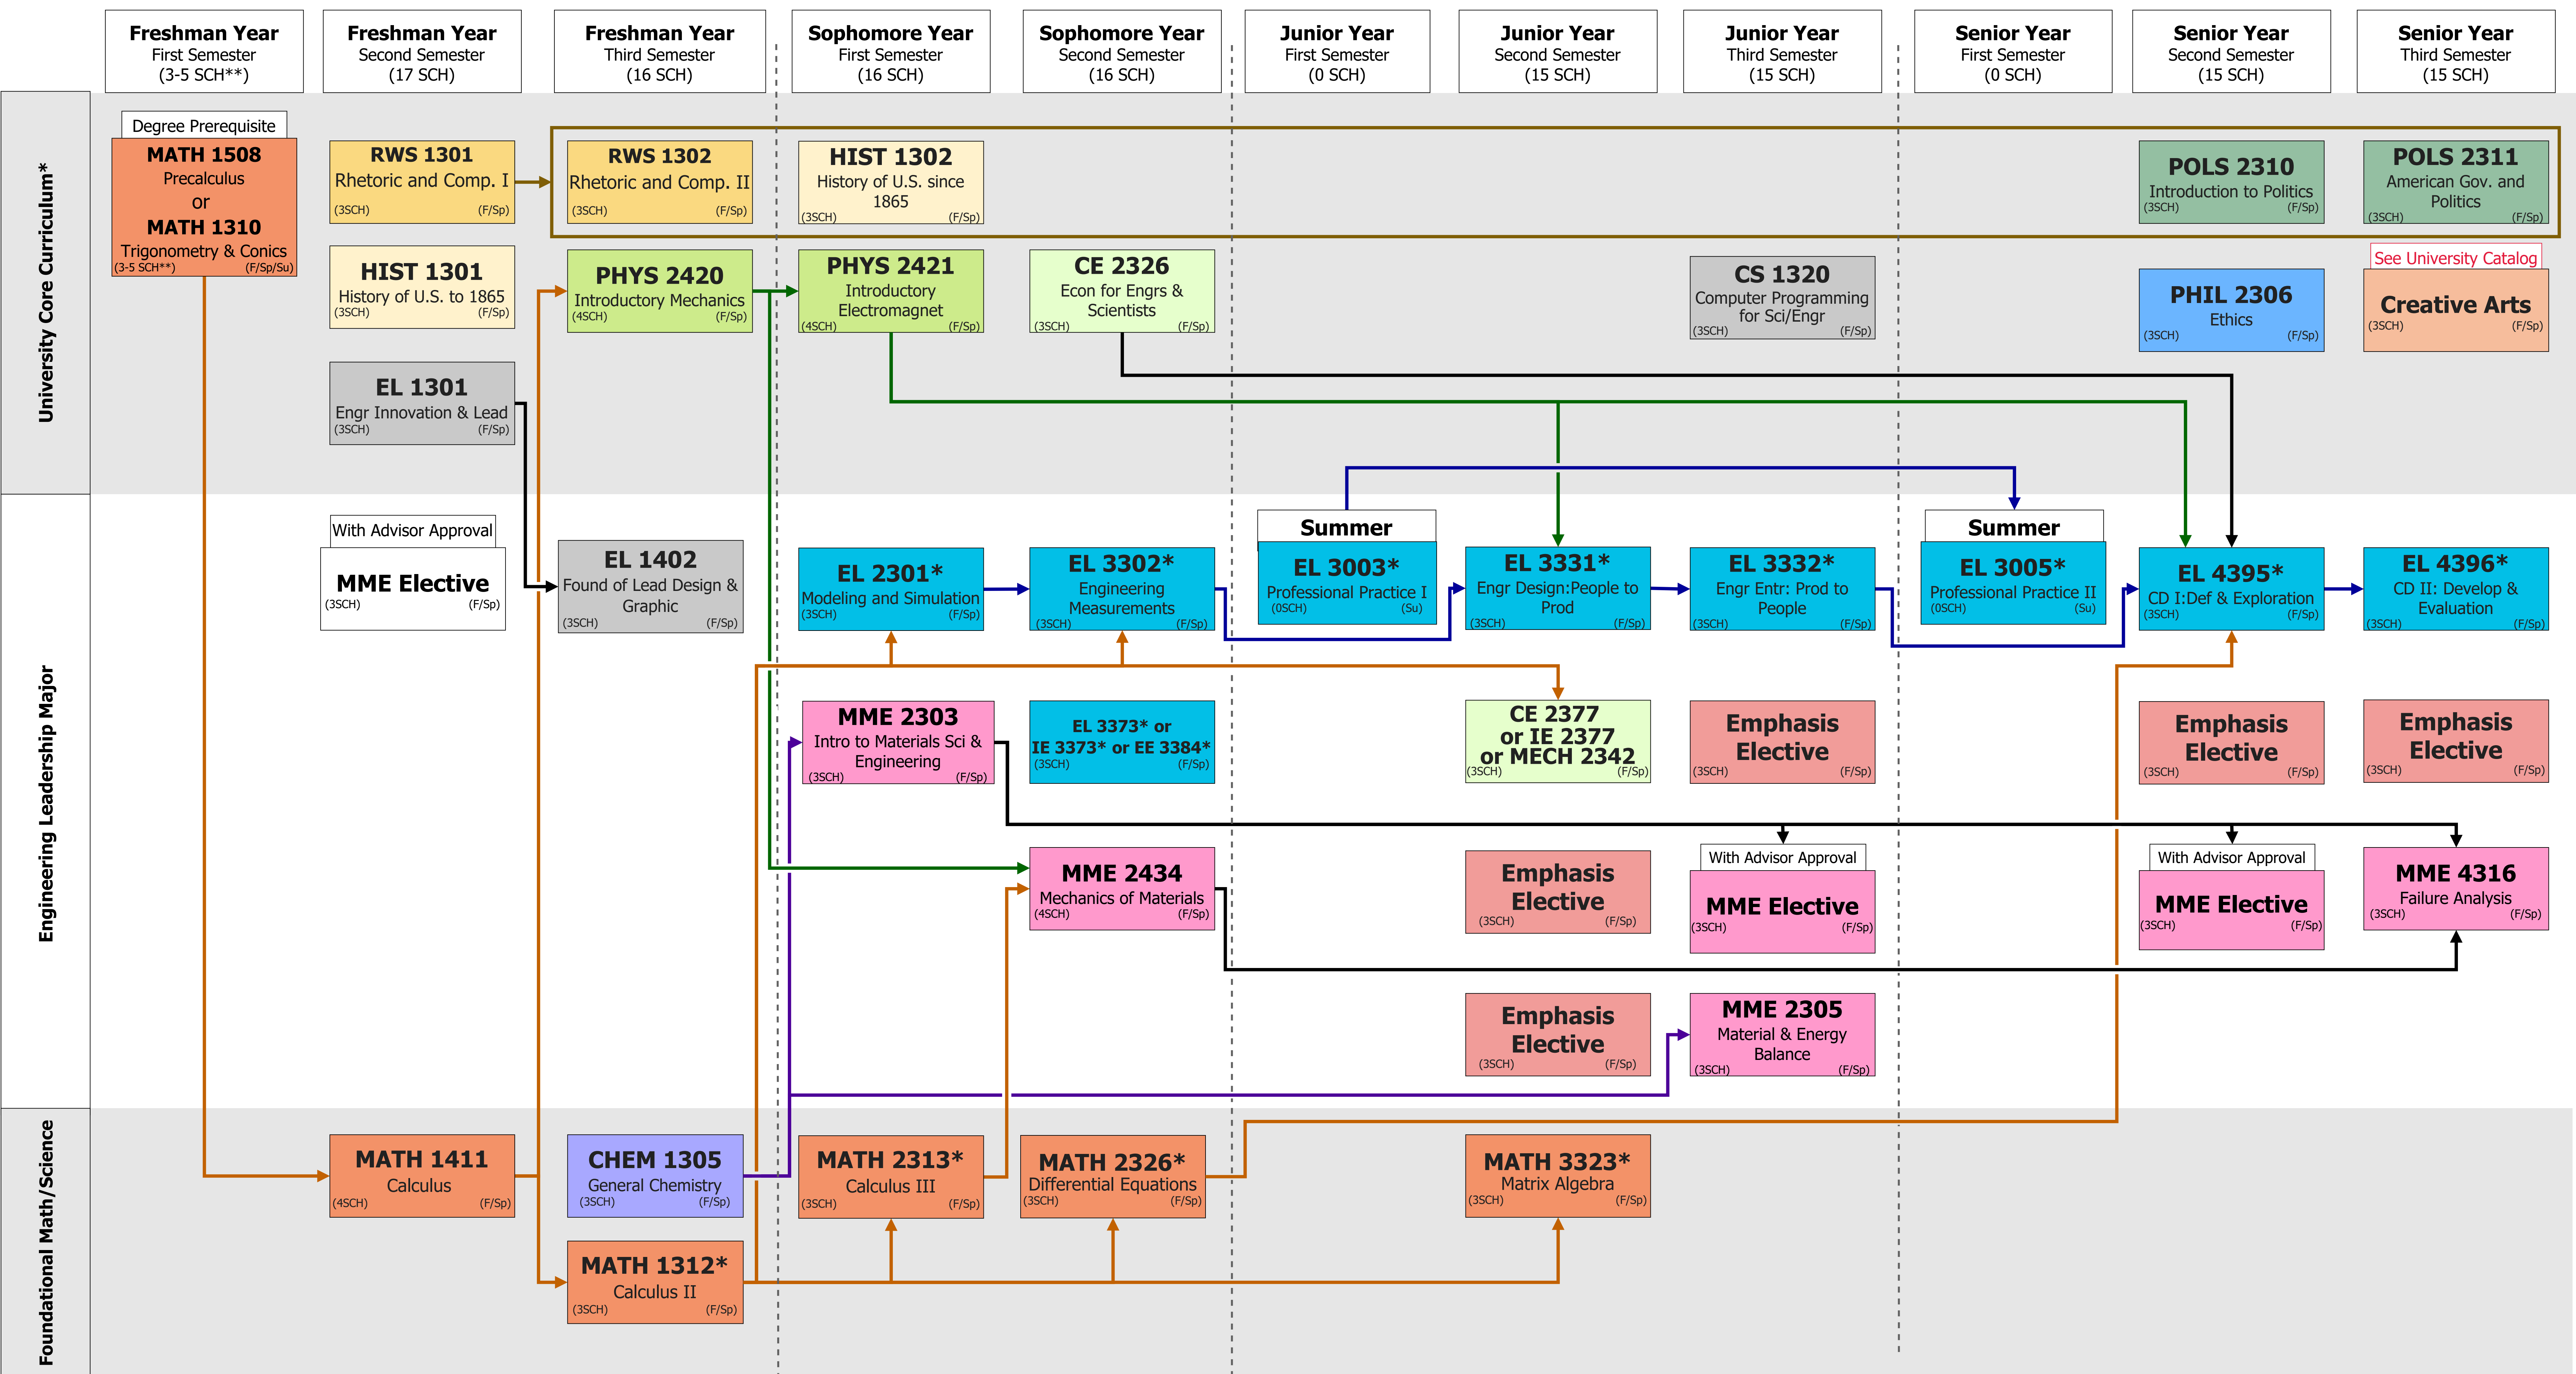 Freshman Year
First Semester
(3-5 SCH**)
Freshman Year
Second Semester
(17 SCH)
Freshman Year
Third Semester
(16 SCH)
Sophomore Year
First Semester
(16 SCH)
Sophomore Year
Second Semester
(16 SCH)
Junior Year
First Semester
(0 SCH)
Junior Year
Second Semester
(15 SCH)
Junior Year
Third Semester
(15 SCH)
Senior Year
First Semester
(0 SCH)
Senior Year
Second Semester
(15 SCH)
Senior Year
Third Semester
(15 SCH)
University Core Curriculum*
Degree Prerequisite
MATH 1508
Precalculus
or
MATH 1310
Trigonometry & Conics
(3-5 SCH**) (F/Sp/Su)
RWS 1301
Rhetoric and Comp. I
(3SCH) (F/Sp)
RWS 1302
Rhetoric and Comp. II
(3SCH) (F/Sp)
HIST 1302
History of U.S. since
1865
(3SCH) (F/Sp)
POLS 2310
Introduction to Politics
(3SCH) (F/Sp)
POLS 2311
American Gov. and
Politics
(3SCH) (F/Sp)
HIST 1301
History of U.S. to 1865
(3SCH) (F/Sp)
PHYS 2420
Introductory Mechanics
(4SCH) (F/Sp)
PHYS 2421
Introductory
Electromagnet
(4SCH) (F/Sp)
CE 2326
Econ for Engrs &
Scientists
(3SCH) (F/Sp)
CS 1320
Computer Programming
for Sci/Engr
(3SCH) (F/Sp)
PHIL 2306
Ethics
(3SCH) (F/Sp)
See University Catalog
Creative Arts
(3SCH) (F/Sp)
EL 1301
Engr Innovation & Lead
(3SCH) (F/Sp)
Engineering Leadership Major
With Advisor Approval
MME Elective
(3SCH) (F/Sp)
EL 1402
Found of Lead Design &
Graphic
(3SCH) (F/Sp)
EL 2301*
Modeling and Simulation
(3SCH) (F/Sp)
EL 3302*
Engineering
Measurements
(3SCH) (F/Sp)
Summer
EL 3003*
Professional Practice I
(0SCH) (Su)
EL 3331*
Engr Design:People to
Prod
(3SCH) (F/Sp)
EL 3332*
Engr Entr: Prod to
People
(3SCH) (F/Sp)
Summer
EL 3005*
Professional Practice II
(0SCH) (Su)
EL 4395*
CD I:Def & Exploration
(3SCH) (F/Sp)
EL 4396*
CD II: Develop &
Evaluation
(3SCH) (F/Sp)
MME 2303
Intro to Materials Sci &
Engineering
(3SCH) (F/Sp)
EL 3373* or
IE 3373* or EE 3384*
(3SCH) (F/Sp)
CE 2377
or IE 2377
or MECH 2342
(3SCH) (F/Sp)
Emphasis
Elective
(3SCH) (F/Sp)
Emphasis
Elective
(3SCH) (F/Sp)
Emphasis
Elective
(3SCH) (F/Sp)
MME 2434
Mechanics of Materials
(4SCH) (F/Sp)
Emphasis
Elective
(3SCH) (F/Sp)
With Advisor Approval
MME Elective
(3SCH) (F/Sp)
With Advisor Approval
MME Elective
(3SCH) (F/Sp)
MME 4316
Failure Analysis
(3SCH) (F/Sp)
Emphasis
Elective
(3SCH) (F/Sp)
MME 2305
Material & Energy
Balance
(3SCH) (F/Sp)
Foundational Math/Science
MATH 1411
Calculus
(4SCH) (F/Sp)
CHEM 1305
General Chemistry
(3SCH) (F/Sp)
MATH 2313*
Calculus III
(3SCH) (F/Sp)
MATH 2326*
Differential Equations
(3SCH) (F/Sp)
MATH 3323*
Matrix Algebra
(3SCH) (F/Sp)
MATH 1312*
Calculus II
(3SCH) (F/Sp)